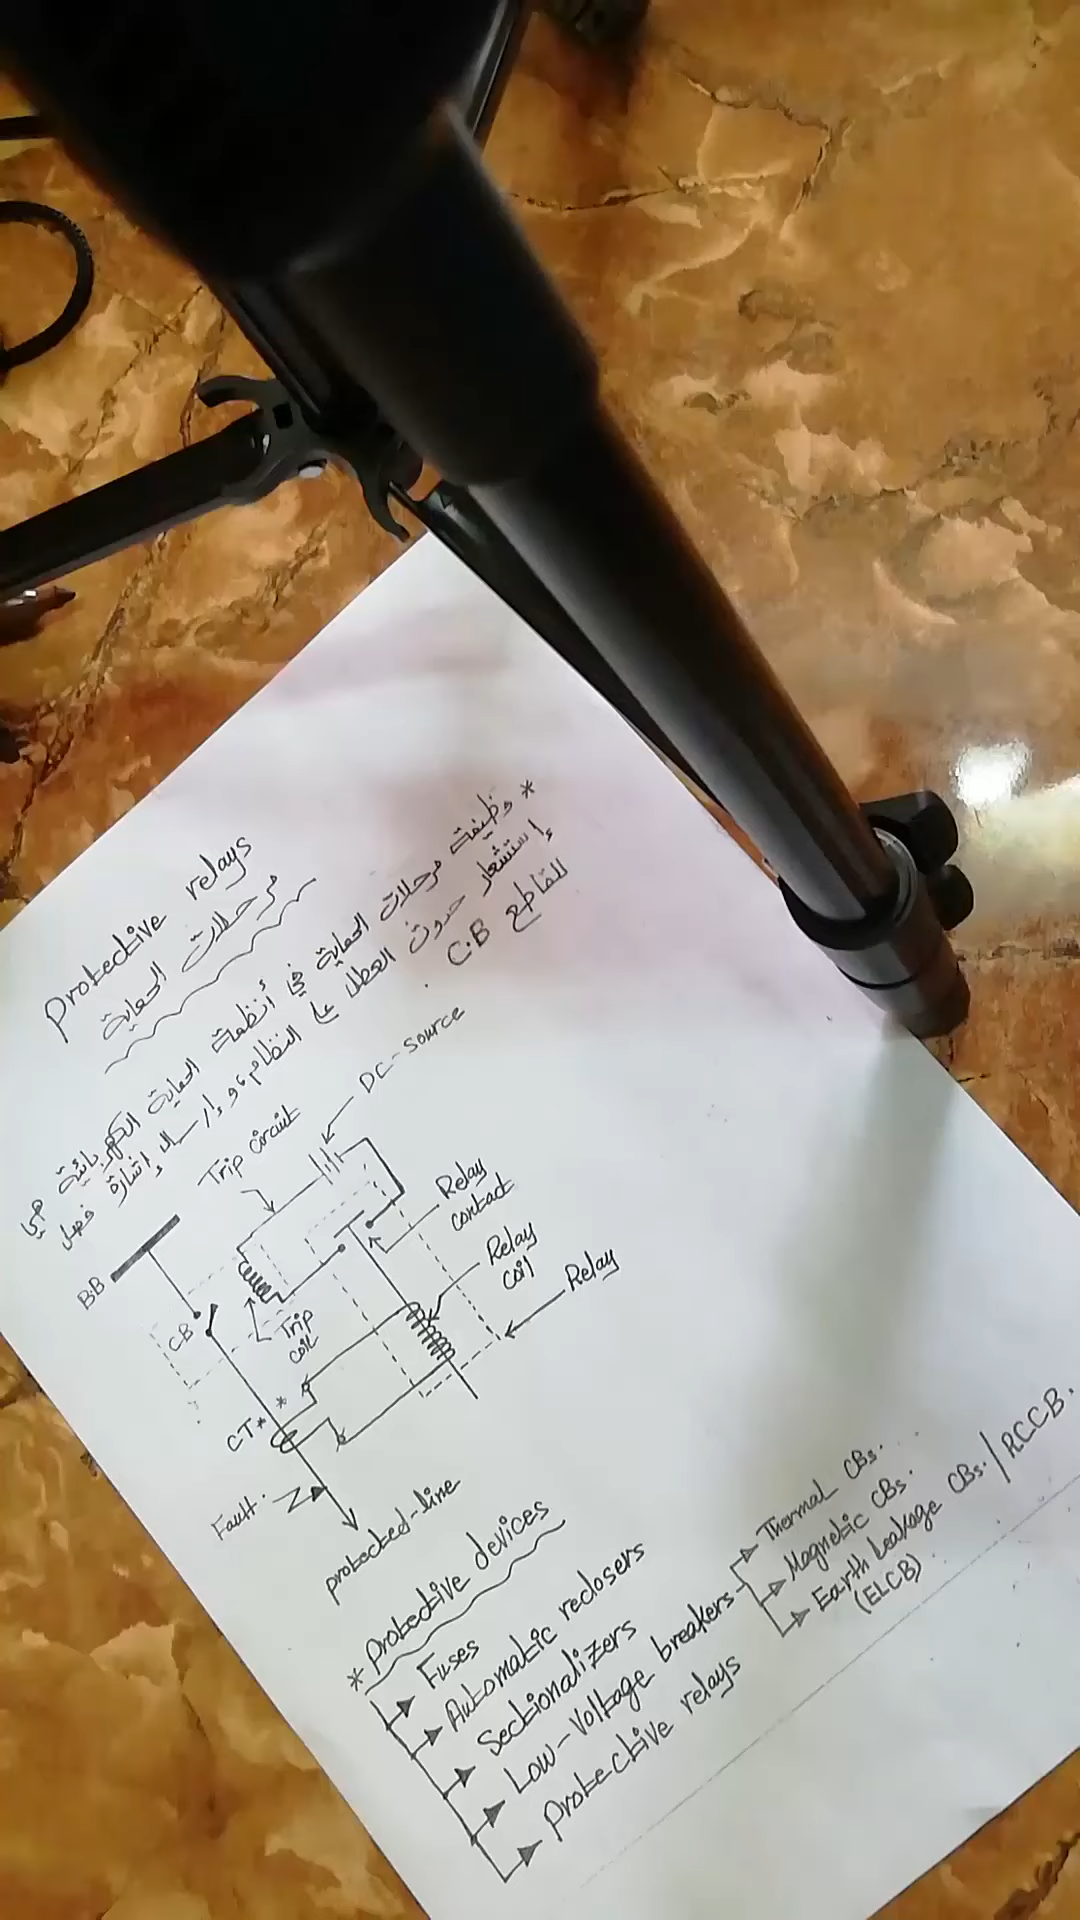 protective relays
مرحلات الحماية
* وظيفة مرحلات الحماية في أنظمة الحماية الكهربائية هي
إستشعار حدوث العطل على النظام، و إرسال إشارة فصل
للقاطع C.B
DC-source
Trip circuit
Relay
contact
Relay
coil
Relay
B.B
CB
Trip
coil
CT
*
*
Fault.
protected-line
* protective devices
Fuses
Automatic reclosers
Sectionalizers
Low-Voltage breakers
Thermal CBs.
Magnetic CBs.
Earth Leakage CBs. / RCCB.
(ELCB)
protective relays